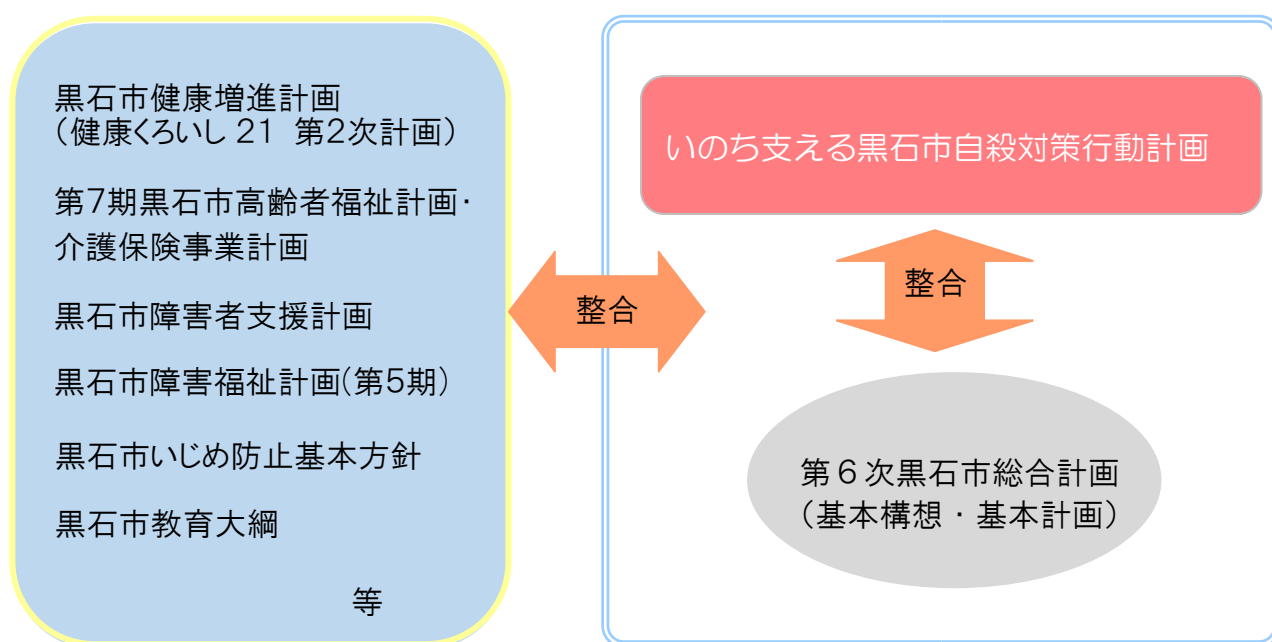 黒石市健康増進計画
（健康くろいし 21 第2次計画）
第7期黒石市高齢者福祉計画・
介護保険事業計画
黒石市障害者支援計画
黒石市障害福祉計画(第5期)
黒石市いじめ防止基本方針
黒石市教育大綱
等
整合
いのち支える黒石市自殺対策行動計画
整合
第６次黒石市総合計画
（基本構想・基本計画）